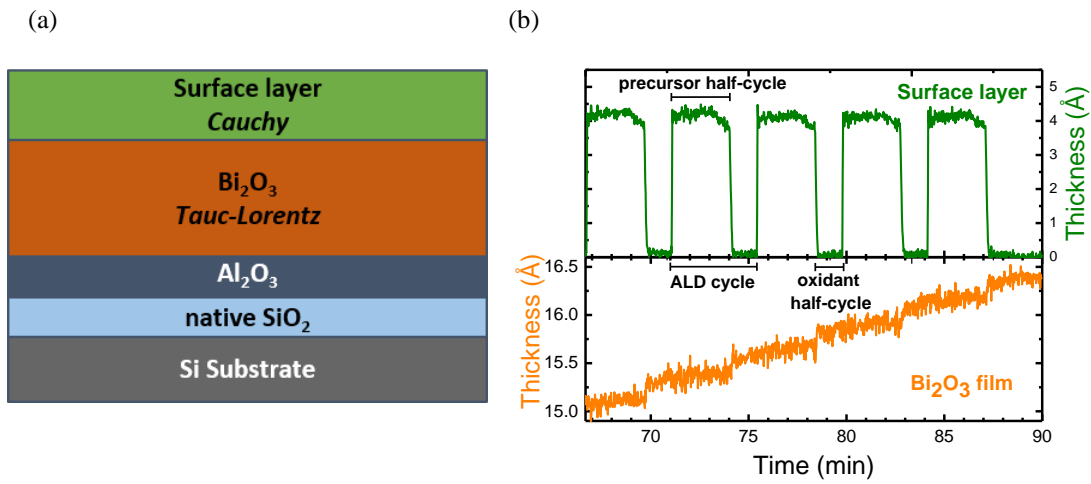 (a)
(b)
Surface layer
Cauchy
Bi₂O₃
Tauc-Lorentz
Al₂O₃
native SiO₂
Si Substrate
precursor half-cycle
Surface layer
5
4
3
2
1
0
Thickness (Å)
ALD cycle
oxidant
half-cycle
Bi₂O₃ film
16.5
16.0
15.5
15.0
Thickness (Å)
70 75 80 85 90
Time (min)